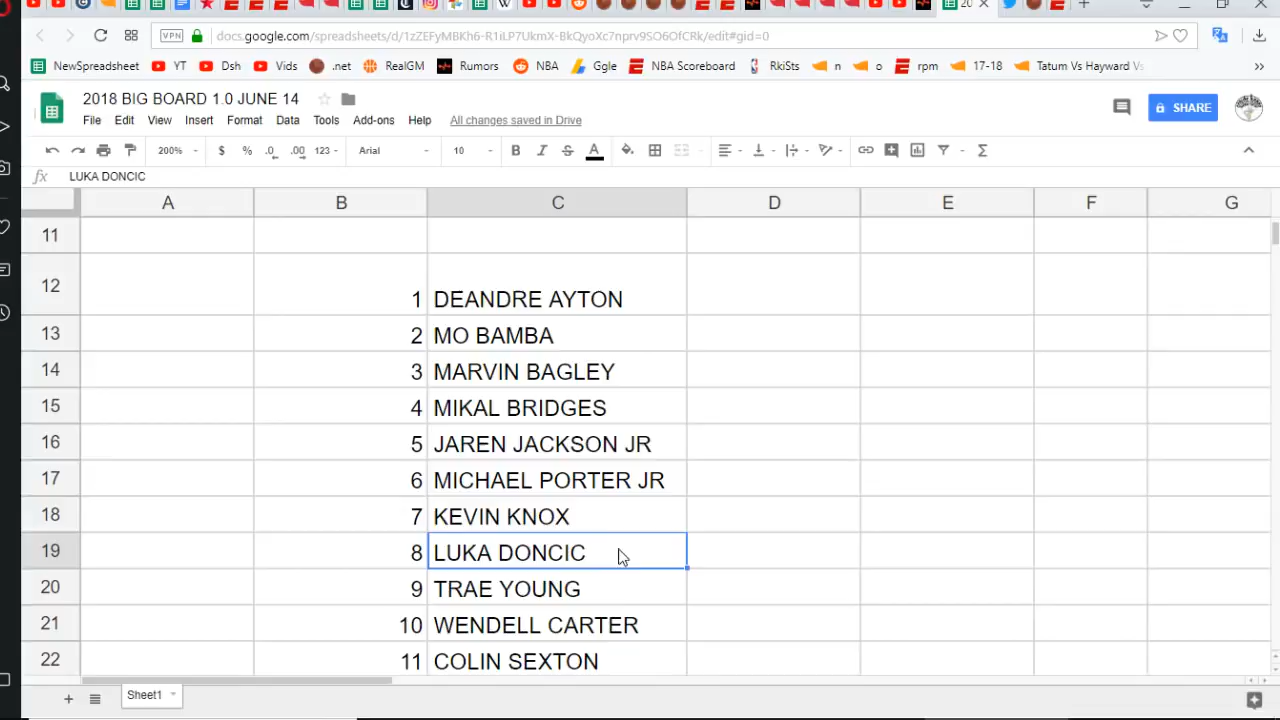 VPN docs.google.com/spreadsheets/d/1zZEFyMBKh6-R1iLP7UkmX-BkQyoXc7nprv9SO6OfCRk/edit#gid=0
NewSpreadsheet YT Dsh Vids .net RealGM Rumors NBA Ggle NBA Scoreboard RkiSts n o rpm 17-18 Tatum Vs Hayward
2018 BIG BOARD 1.0 JUNE 14
SHARE
File Edit View Insert Format Data Tools Add-ons Help All changes saved in Drive
200% $ % .0 .00 123 Arial 10 B I S A
fx LUKA DONCIC
A B C D E F G
11
12 1 DEANDRE AYTON
13 2 MO BAMBA
14 3 MARVIN BAGLEY
15 4 MIKAL BRIDGES
16 5 JAREN JACKSON JR
17 6 MICHAEL PORTER JR
18 7 KEVIN KNOX
19 8 LUKA DONCIC
20 9 TRAE YOUNG
21 10 WENDELL CARTER
22 11 COLIN SEXTON
Sheet1